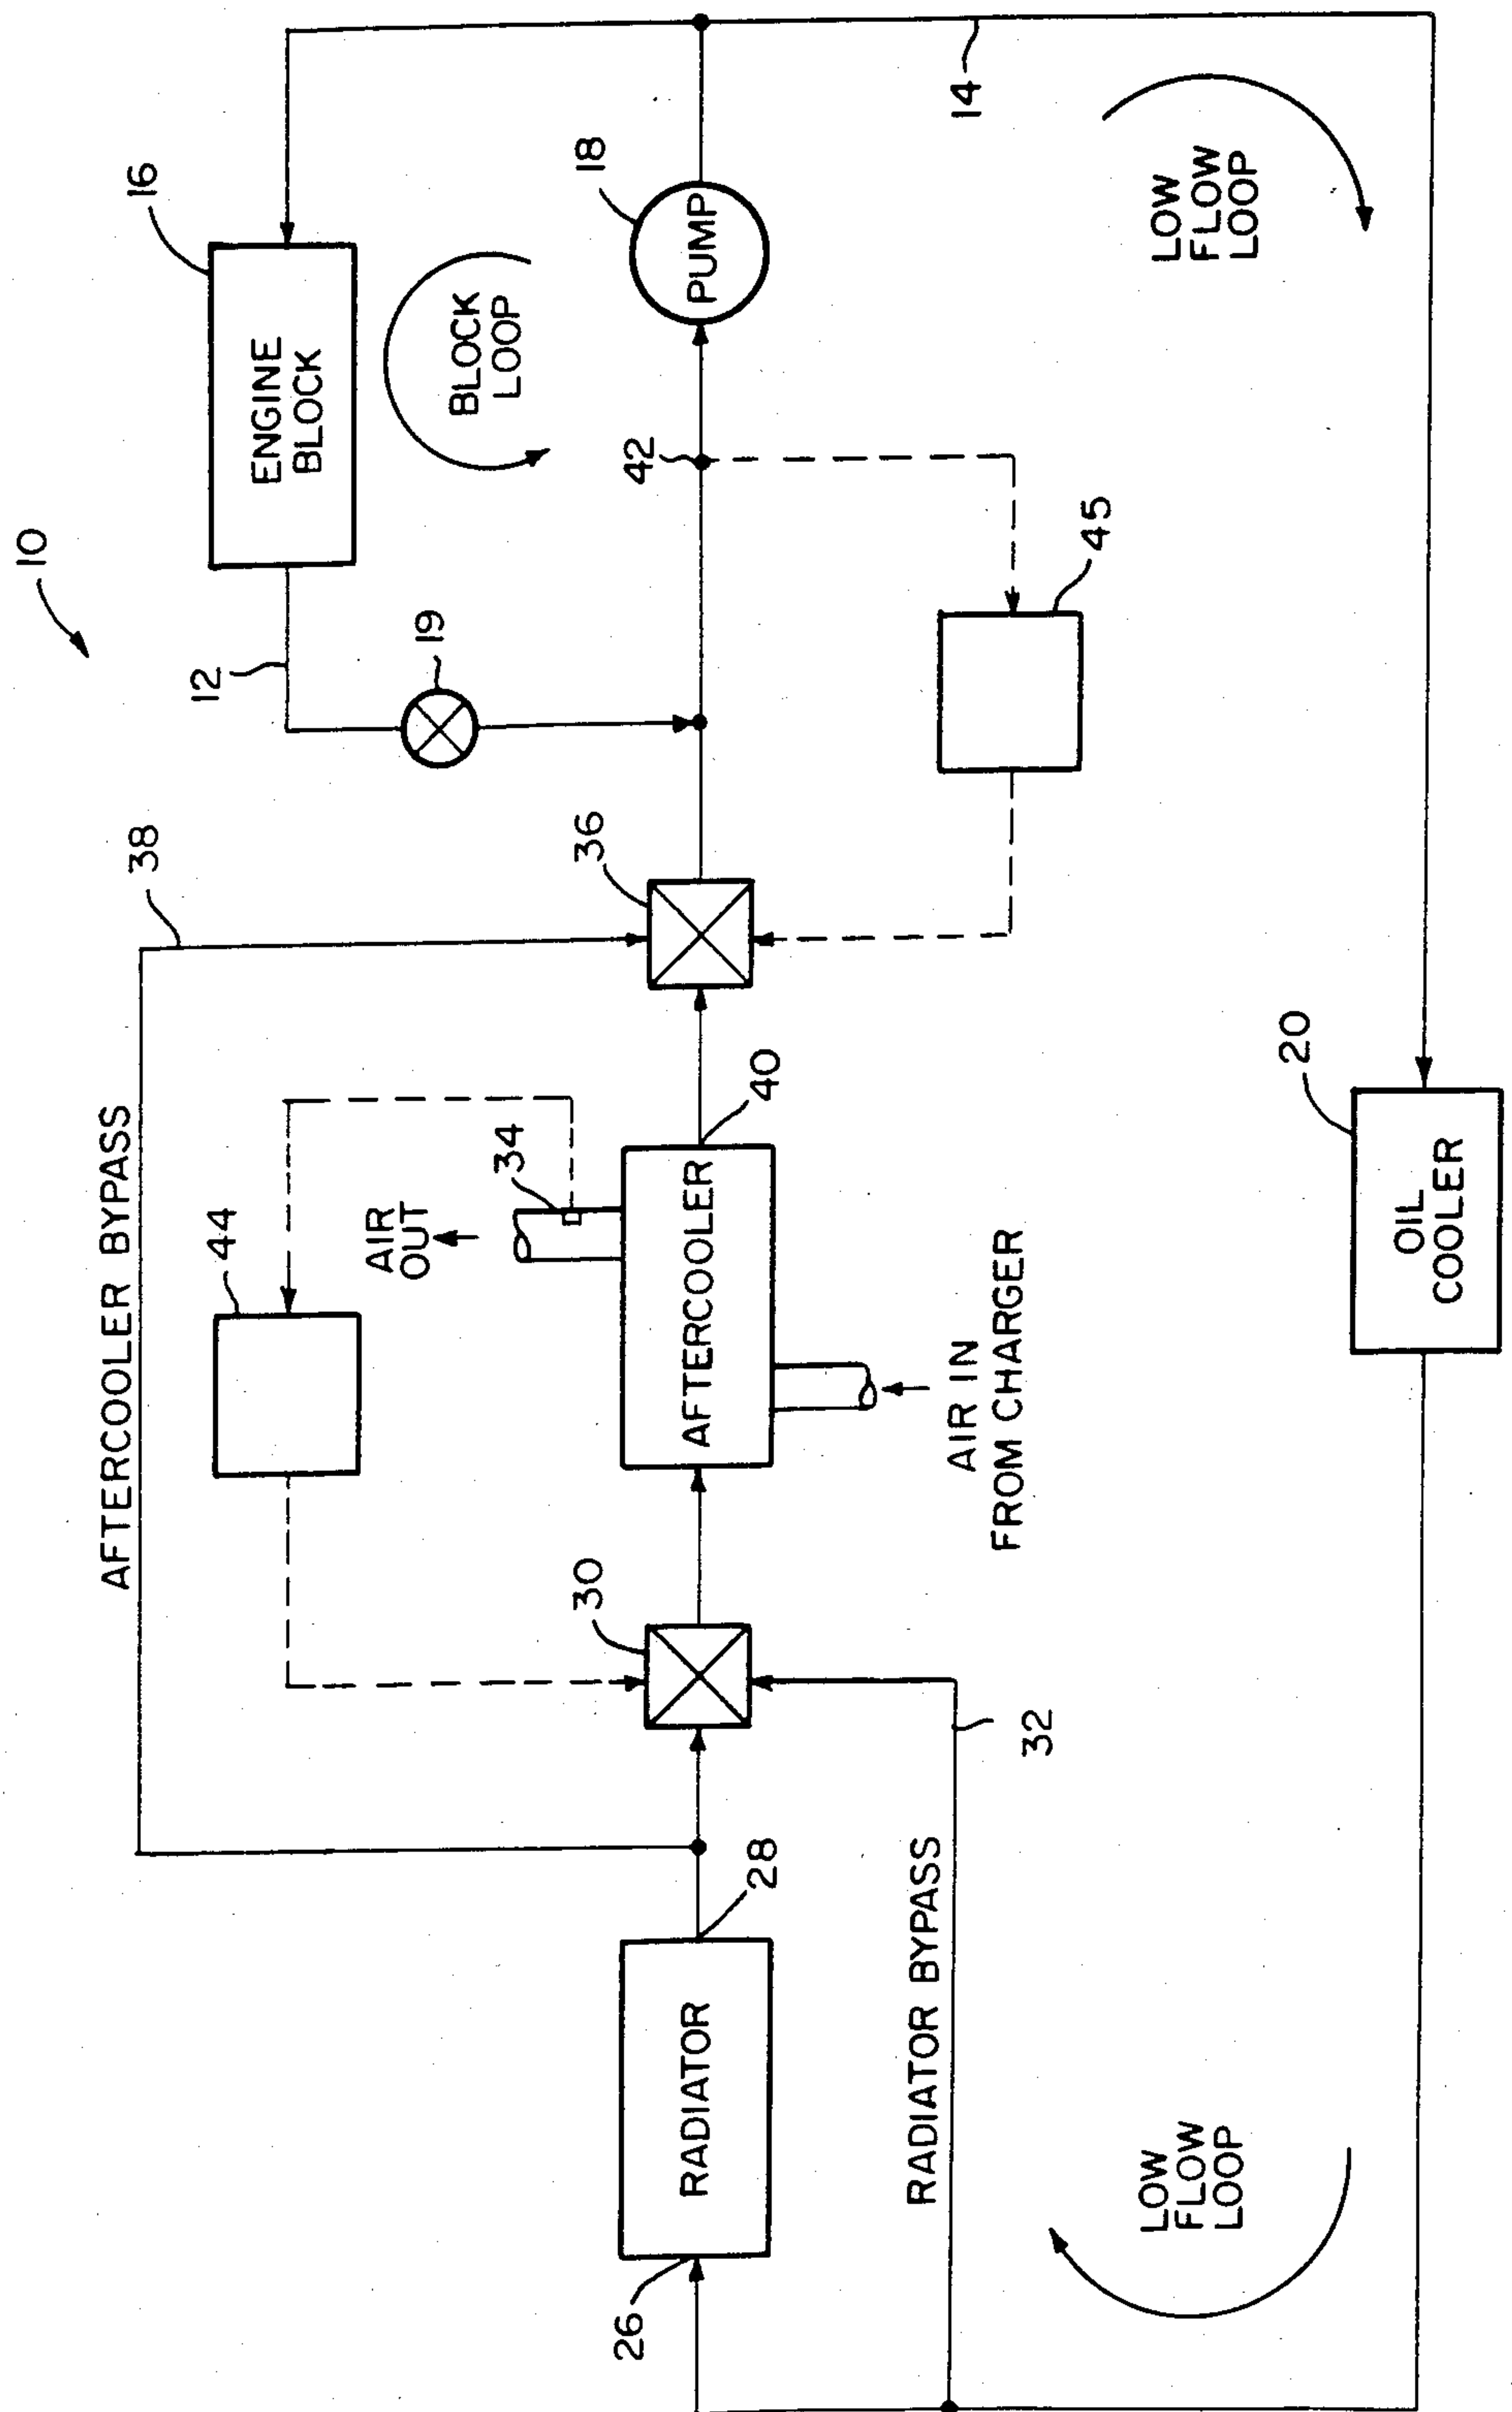 10
AFTERCOOLER BYPASS
38
12
16
ENGINE
BLOCK
44
AIR
OUT
34
19
BLOCK
LOOP
26
RADIATOR
28
30
AFTERCOOLER
40
36
42
PUMP
18
RADIATOR BYPASS
32
AIR IN
FROM CHARGER
45
14
LOW
FLOW
LOOP
LOW
FLOW
LOOP
OIL
COOLER
20